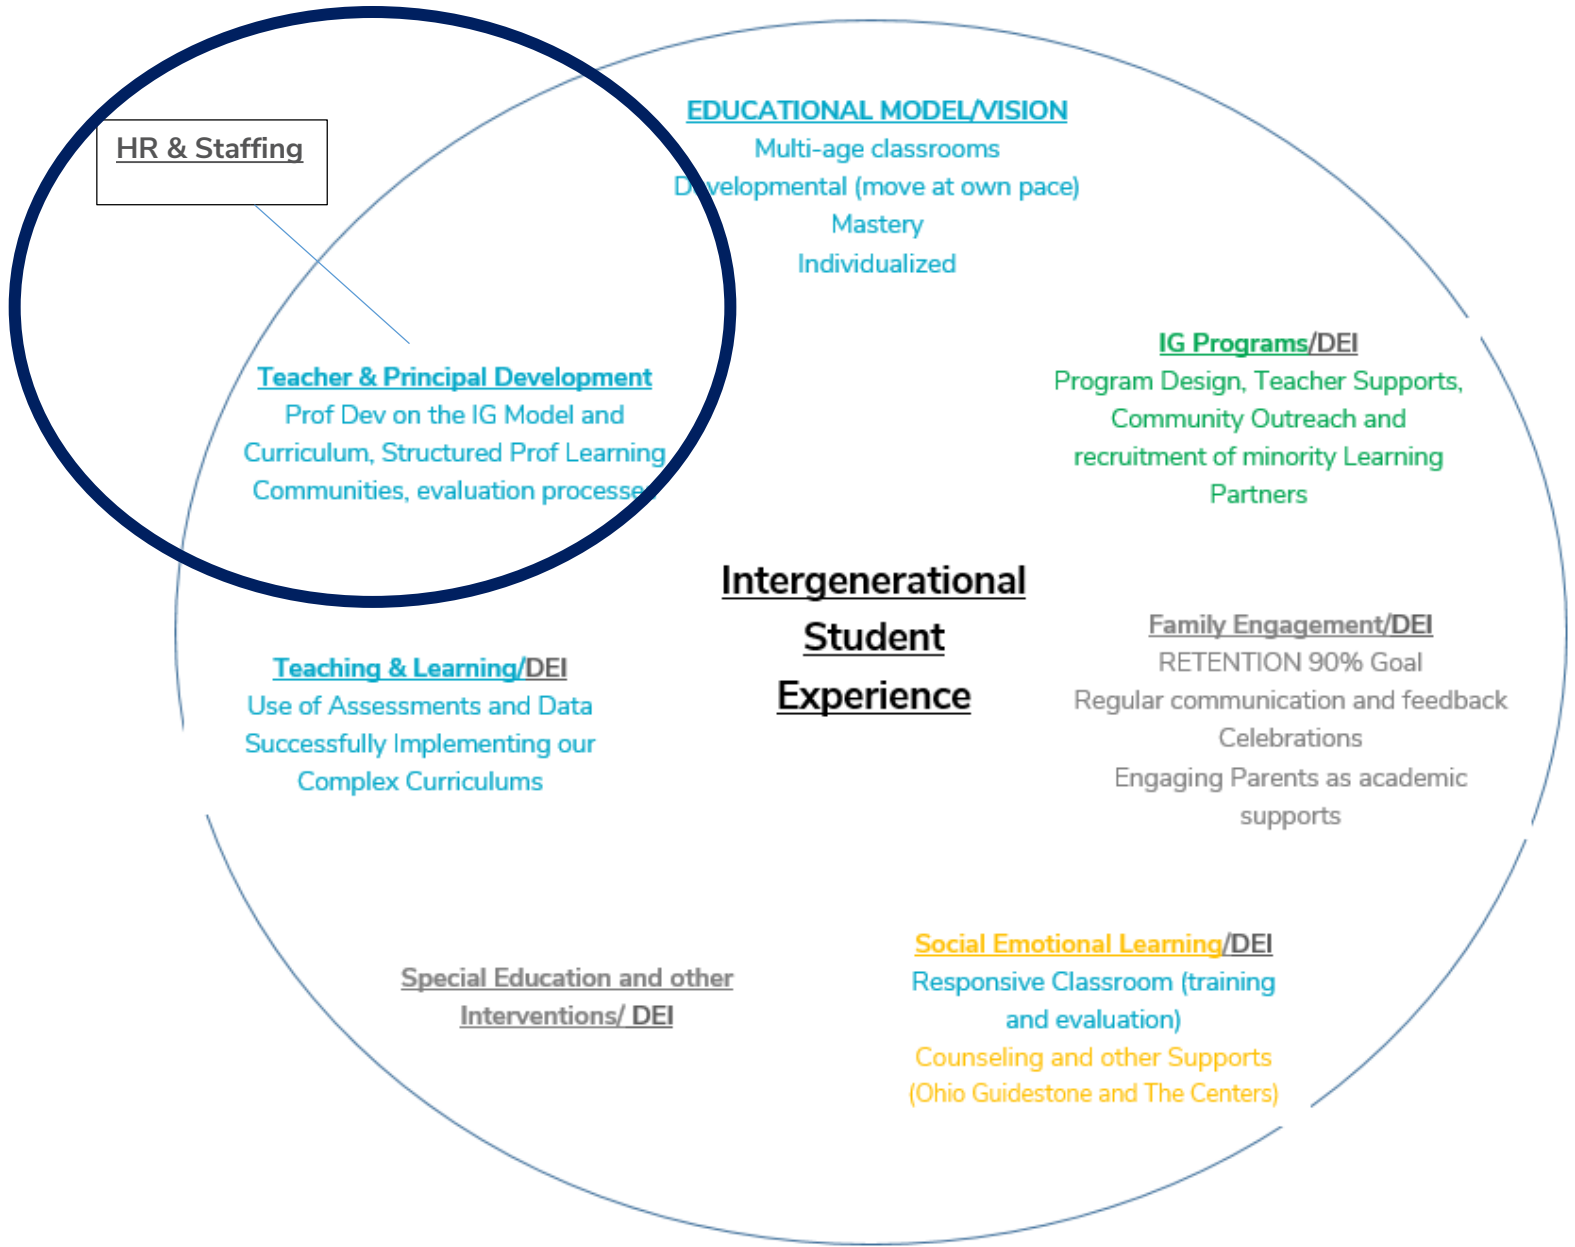 HR & Staffing
EDUCATIONAL MODEL/VISION
Multi-age classrooms
Developmental (move at own pace)
Mastery
Individualized
Teacher & Principal Development
Prof Dev on the IG Model and
Curriculum, Structured Prof Learning
Communities, evaluation processes
IG Programs/DEI
Program Design, Teacher Supports,
Community Outreach and
recruitment of minority Learning
Partners
Intergenerational
Student
Experience
Teaching & Learning/DEI
Use of Assessments and Data
Successfully Implementing our
Complex Curriculums
Family Engagement/DEI
RETENTION 90% Goal
Regular communication and feedback
Celebrations
Engaging Parents as academic
supports
Special Education and other
Interventions/ DEI
Social Emotional Learning/DEI
Responsive Classroom (training
and evaluation)
Counseling and other Supports
(Ohio Guidestone and The Centers)